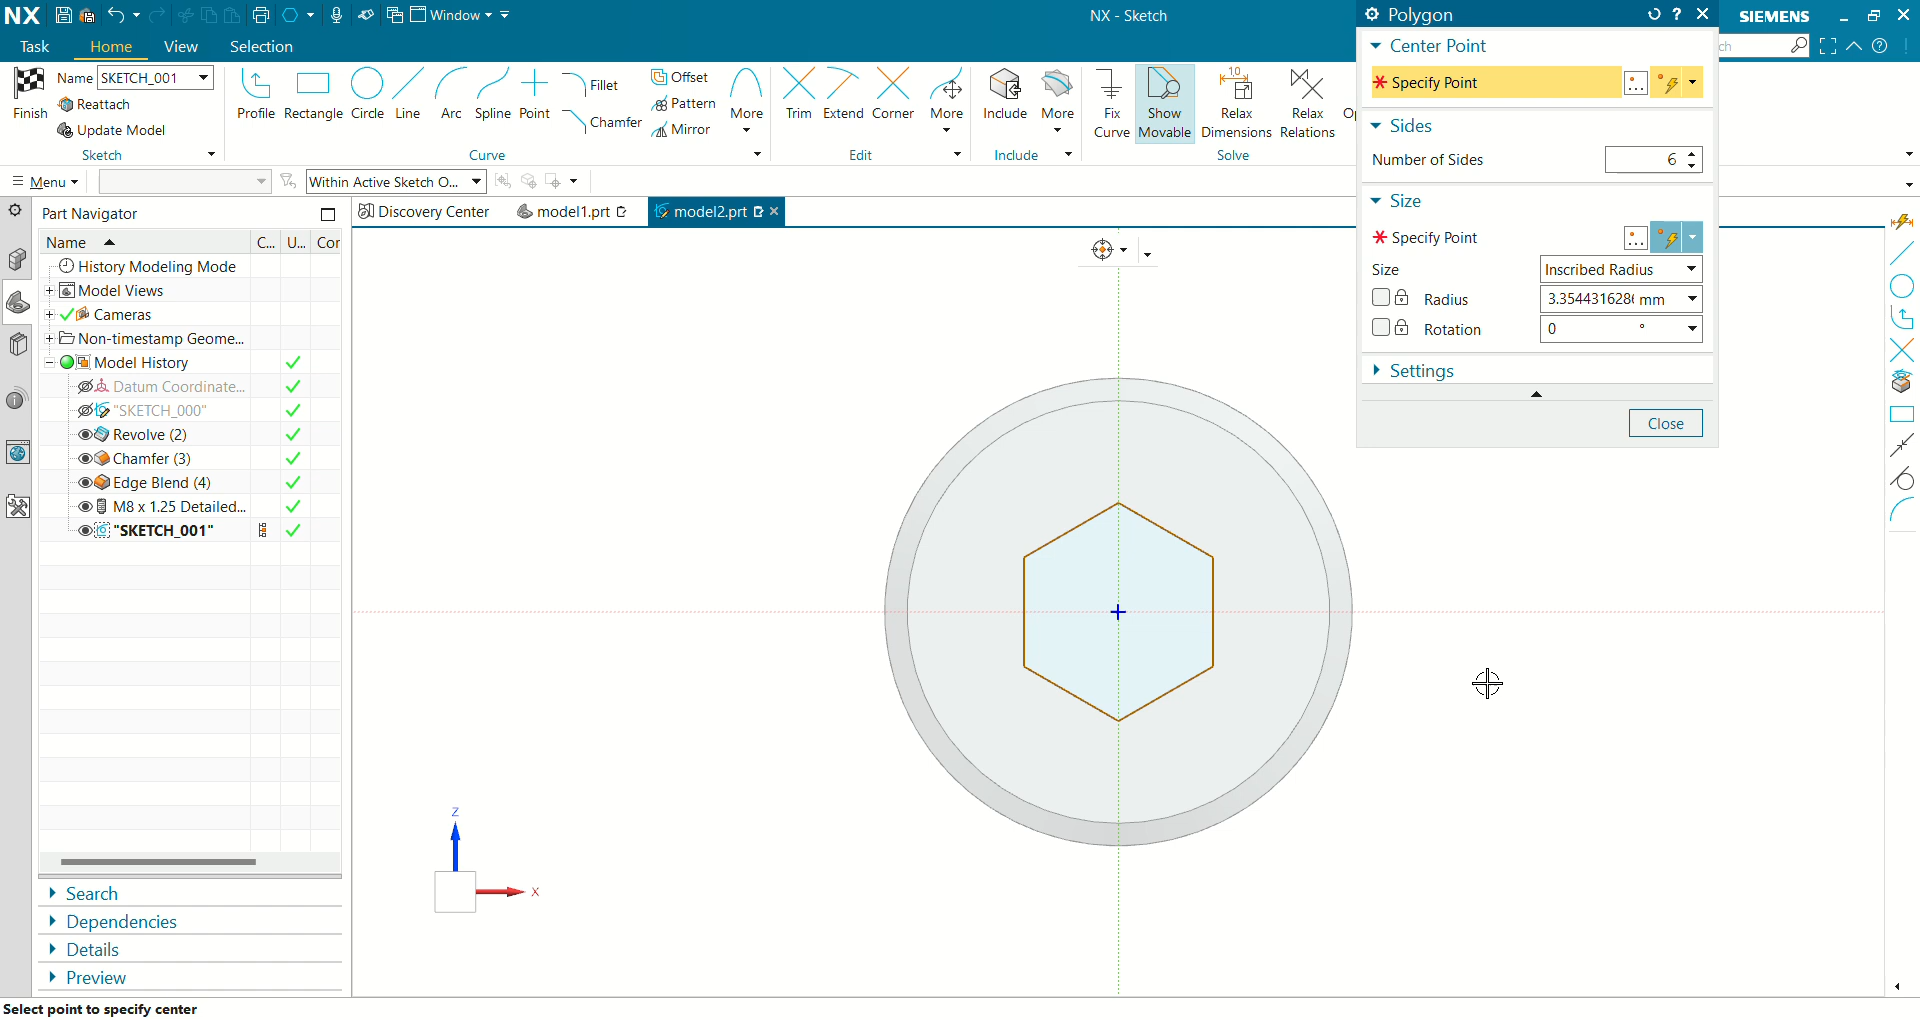 NX Window NX - Sketch Polygon SIEMENS
Task Home View Selection Center Point ch
Name SKETCH_001 Reattach Update Model Finish
Profile Rectangle Circle Line Arc Spline Point Fillet Chamfer
Offset Pattern Mirror More
Trim Extend Corner More Include More
Fix Curve Show Movable Relax Dimensions Relax Relations Op
Sketch Curve Edit Include Solve
Specify Point
Sides
Number of Sides 6
Size
Specify Point
Size Inscribed Radius
Radius 3.3544316286 mm
Rotation 0 °
Settings
Close
Menu Within Active Sketch O...
Part Navigator Discovery Center model1.prt model2.prt
Name C... U... Cor
History Modeling Mode
Model Views
Cameras
Non-timestamp Geome...
Model History
Datum Coordinate...
"SKETCH_000"
Revolve (2)
Chamfer (3)
Edge Blend (4)
M8 x 1.25 Detailed...
"SKETCH_001"
Z
X
Search
Dependencies
Details
Preview
Select point to specify center